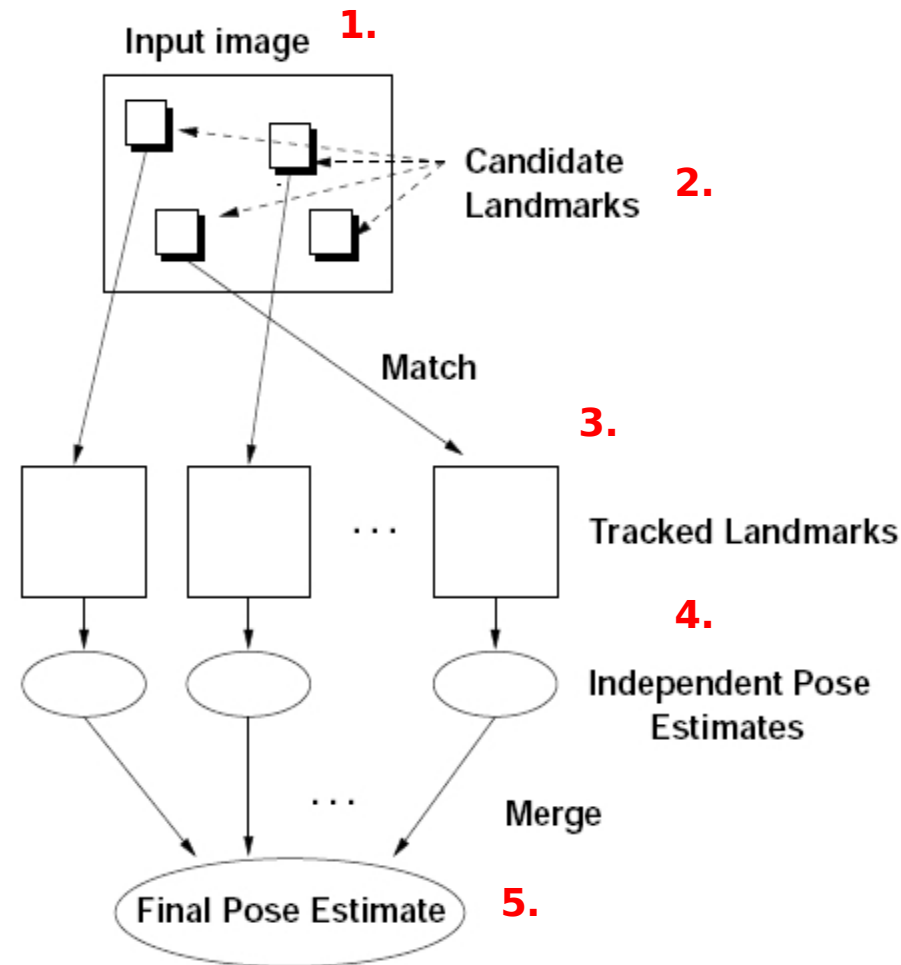 Input image 1.
Candidate
Landmarks 2.
Match
3.
...
Tracked Landmarks
4.
Independent Pose
Estimates
...
Merge
Final Pose Estimate 5.